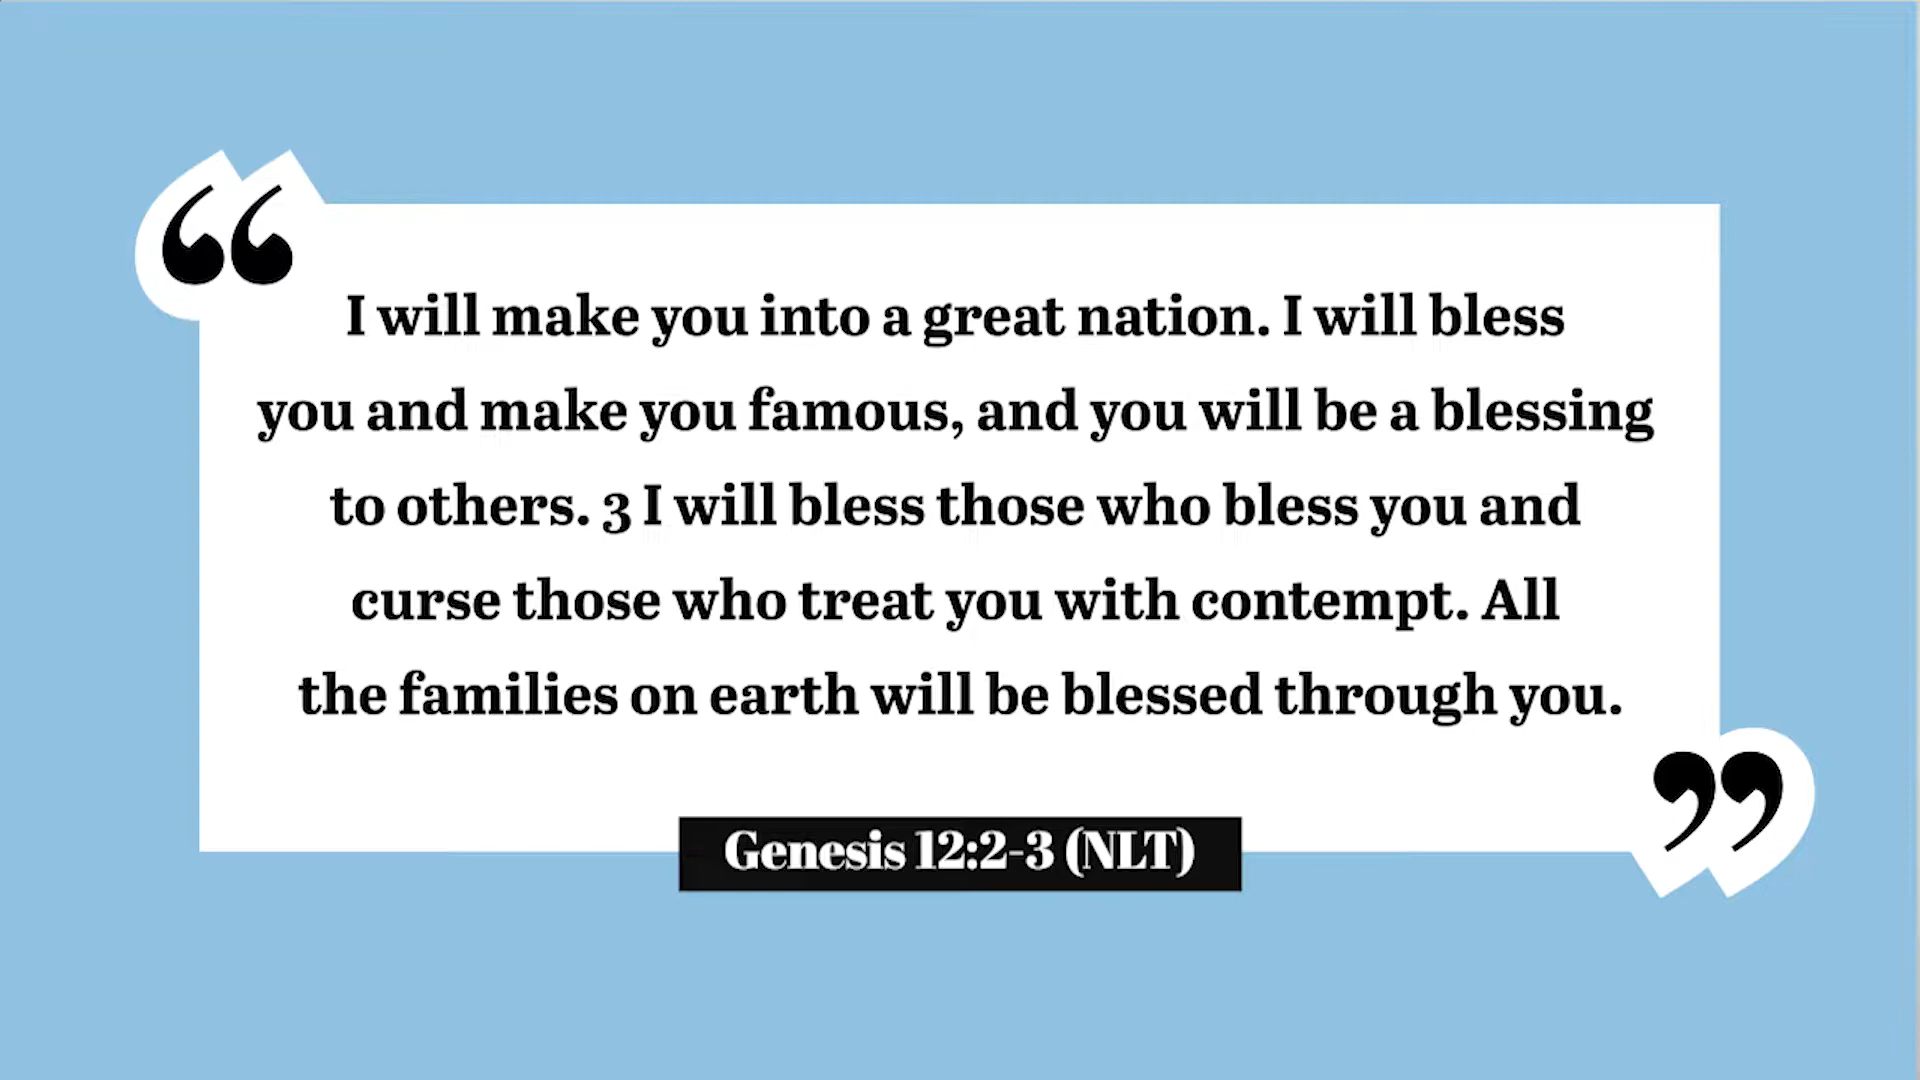 “
I will make you into a great nation. I will bless
you and make you famous, and you will be a blessing
to others. 3 I will bless those who bless you and
curse those who treat you with contempt. All
the families on earth will be blessed through you.
”
Genesis 12:2-3 (NLT)